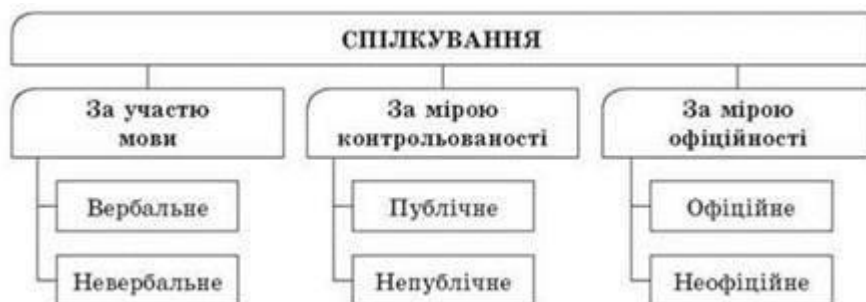 СПІЛКУВАННЯ
За участю
мови
Вербальне
Невербальне
За мірою
контрольованості
Публічне
Непублічне
За мірою
офіційності
Офіційне
Неофіційне